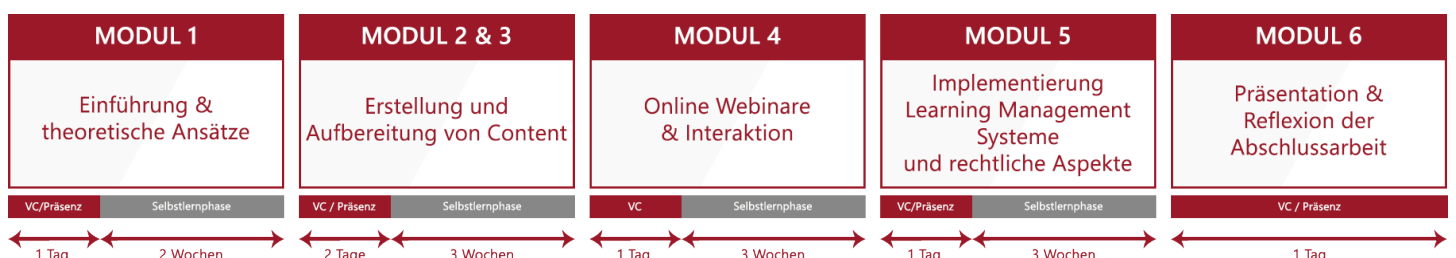 MODUL 1
Einführung &
theoretische Ansätze
VC/Präsenz
Selbstlernphase
1 Tag
2 Wochen
MODUL 2 & 3
Erstellung und
Aufbereitung von Content
VC / Präsenz
Selbstlernphase
2 Tage
3 Wochen
MODUL 4
Online Webinare
& Interaktion
VC
Selbstlernphase
1 Tag
3 Wochen
MODUL 5
Implementierung
Learning Management
Systeme
und rechtliche Aspekte
VC/Präsenz
Selbstlernphase
1 Tag
3 Wochen
MODUL 6
Präsentation &
Reflexion der
Abschlussarbeit
VC / Präsenz
1 Tag